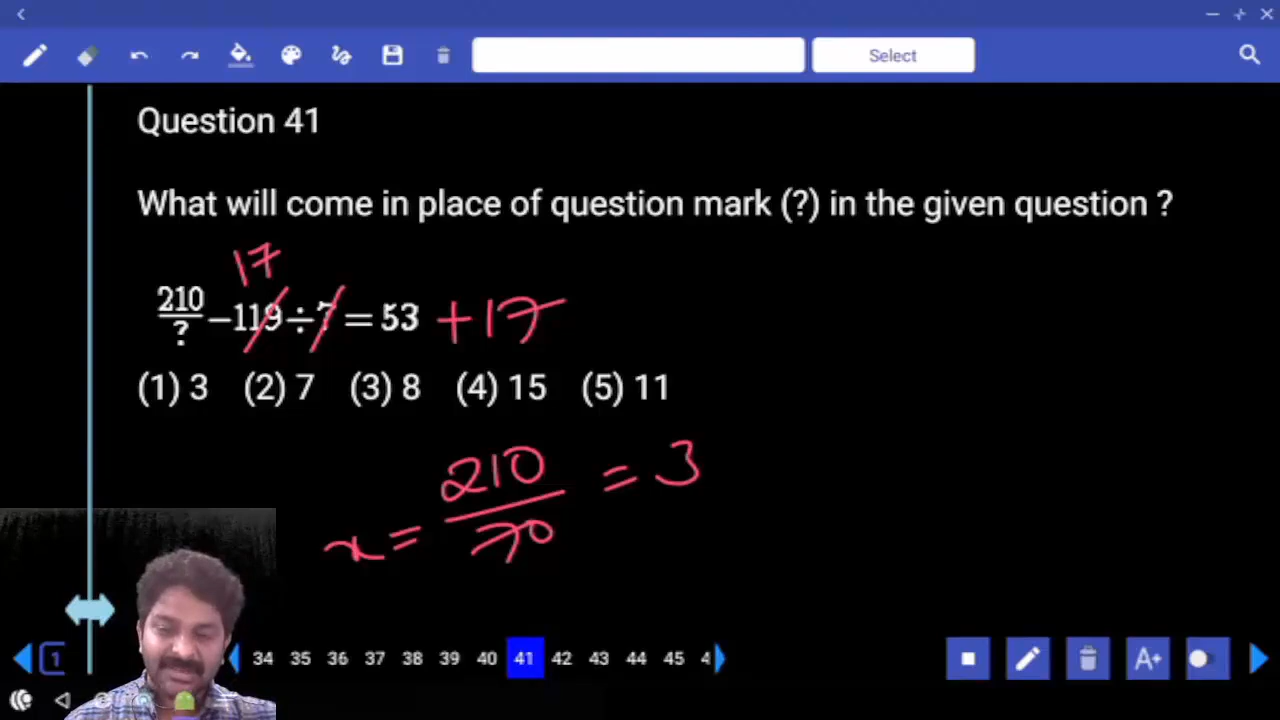 Select
Question 41
What will come in place of question mark (?) in the given question ?
17
210/? −119÷7 = 53 +17
(1) 3 (2) 7 (3) 8 (4) 15 (5) 11
x = 210/70 = 3
1 34 35 36 37 38 39 40 41 42 43 44 45 4
A+